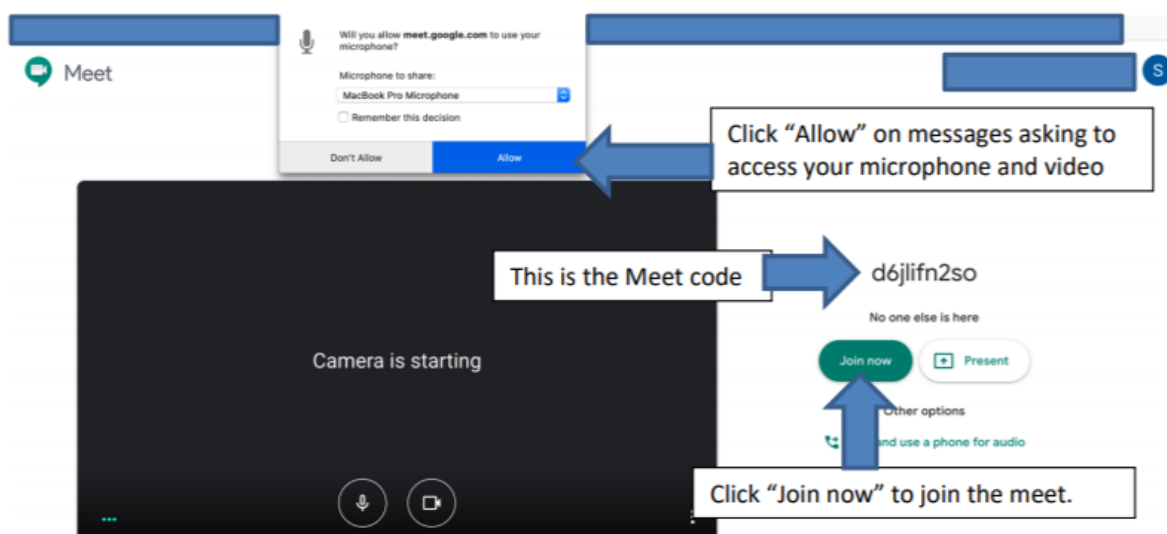 Will you allow meet.google.com to use your
microphone?
Meet
S
Microphone to share:
MacBook Pro Microphone
Remember this decision
Don't Allow
Allow
Click “Allow” on messages asking to
access your microphone and video
This is the Meet code
d6jlifn2so
No one else is here
Join now
Present
Camera is starting
Other options
and use a phone for audio
Click “Join now” to join the meet.